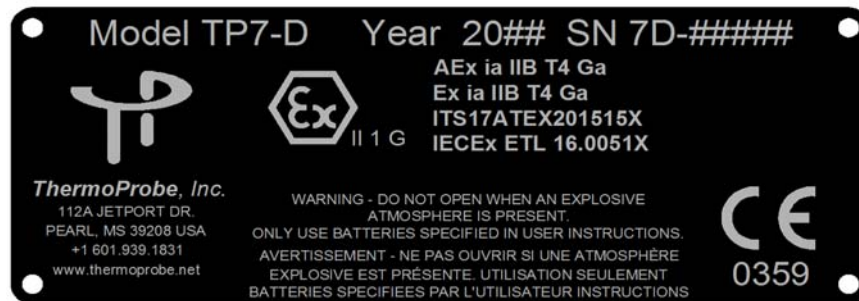 Model TP7-D Year 20## SN 7D-#####
TP
Ex
II 1 G
AEx ia IIB T4 Ga
Ex ia IIB T4 Ga
ITS17ATEX201515X
IECEx ETL 16.0051X
ThermoProbe, Inc.
112A JETPORT DR.
PEARL, MS 39208 USA
+1 601.939.1831
www.thermoprobe.net
WARNING - DO NOT OPEN WHEN AN EXPLOSIVE
ATMOSPHERE IS PRESENT.
ONLY USE BATTERIES SPECIFIED IN USER INSTRUCTIONS.
AVERTISSEMENT - NE PAS OUVRIR SI UNE ATMOSPHÈRE
EXPLOSIVE EST PRÉSENTE. UTILISATION SEULEMENT
BATTERIES SPECIFIEES PAR L'UTILISATEUR INSTRUCTIONS
CE
0359